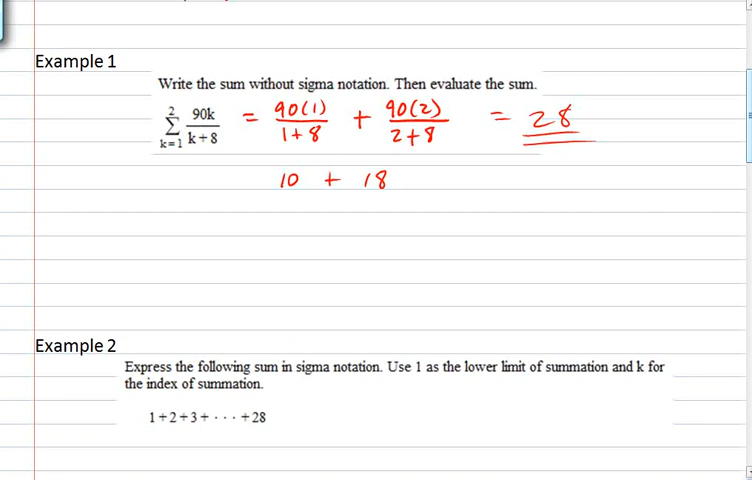 Example 1
Write the sum without sigma notation. Then evaluate the sum.
2
∑ 90k/(k+8) = 90(1)/(1+8) + 90(2)/(2+8) = 28
k=1
10 + 18
Example 2
Express the following sum in sigma notation. Use 1 as the lower limit of summation and k for
the index of summation.
1+2+3+ · · · +28